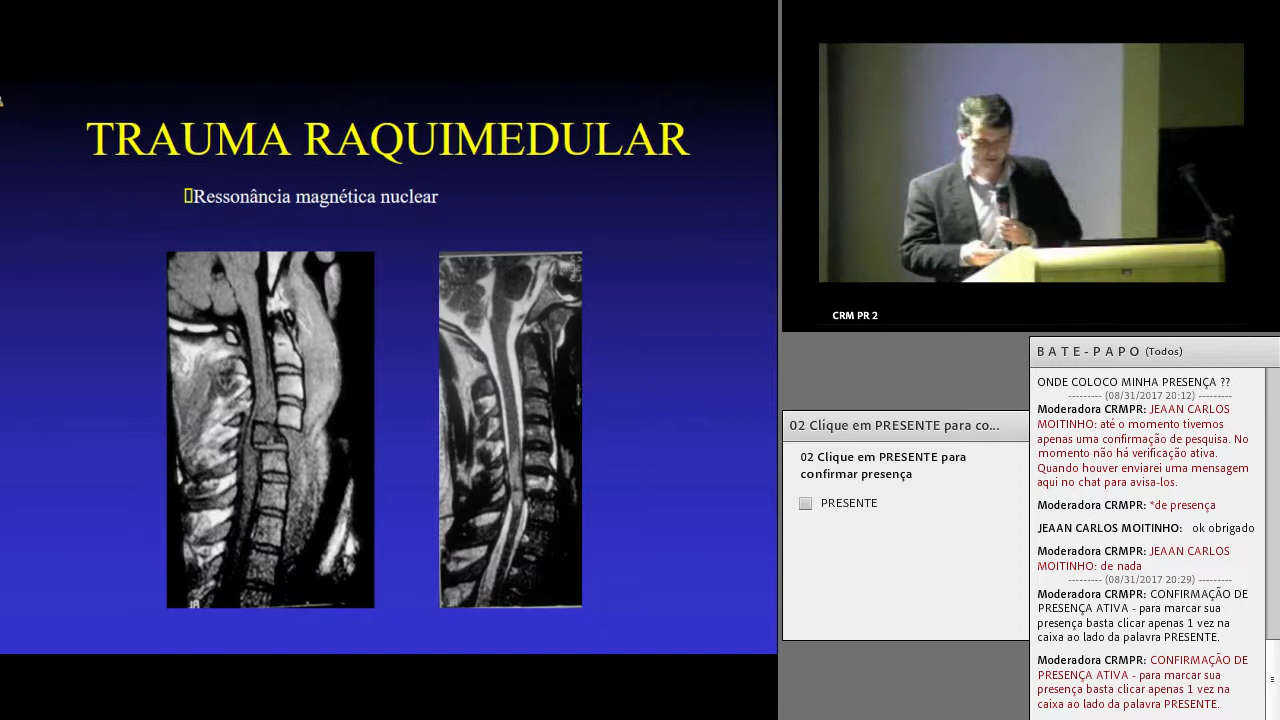 TRAUMA RAQUIMEDULAR
Ressonância magnética nuclear
CRM PR 2
02 Clique em PRESENTE para co...
02 Clique em PRESENTE para
confirmar presença
PRESENTE
BATE-PAPO (Todos)
ONDE COLOCO MINHA PRESENÇA ??
--------- (08/31/2017 20:12) ---------
Moderadora CRMPR: JEAAN CARLOS
MOITINHO: até o momento tivemos
apenas uma confirmação de pesquisa. No
momento não há verificação ativa.
Quando houver enviarei uma mensagem
aqui no chat para avisa-los.
Moderadora CRMPR: *de presença
JEAAN CARLOS MOITINHO: ok obrigado
Moderadora CRMPR: JEAAN CARLOS
MOITINHO: de nada
--------- (08/31/2017 20:29) ---------
Moderadora CRMPR: CONFIRMAÇÃO DE
PRESENÇA ATIVA - para marcar sua
presença basta clicar apenas 1 vez na
caixa ao lado da palavra PRESENTE.
Moderadora CRMPR: CONFIRMAÇÃO DE
PRESENÇA ATIVA - para marcar sua
presença basta clicar apenas 1 vez na
caixa ao lado da palavra PRESENTE.